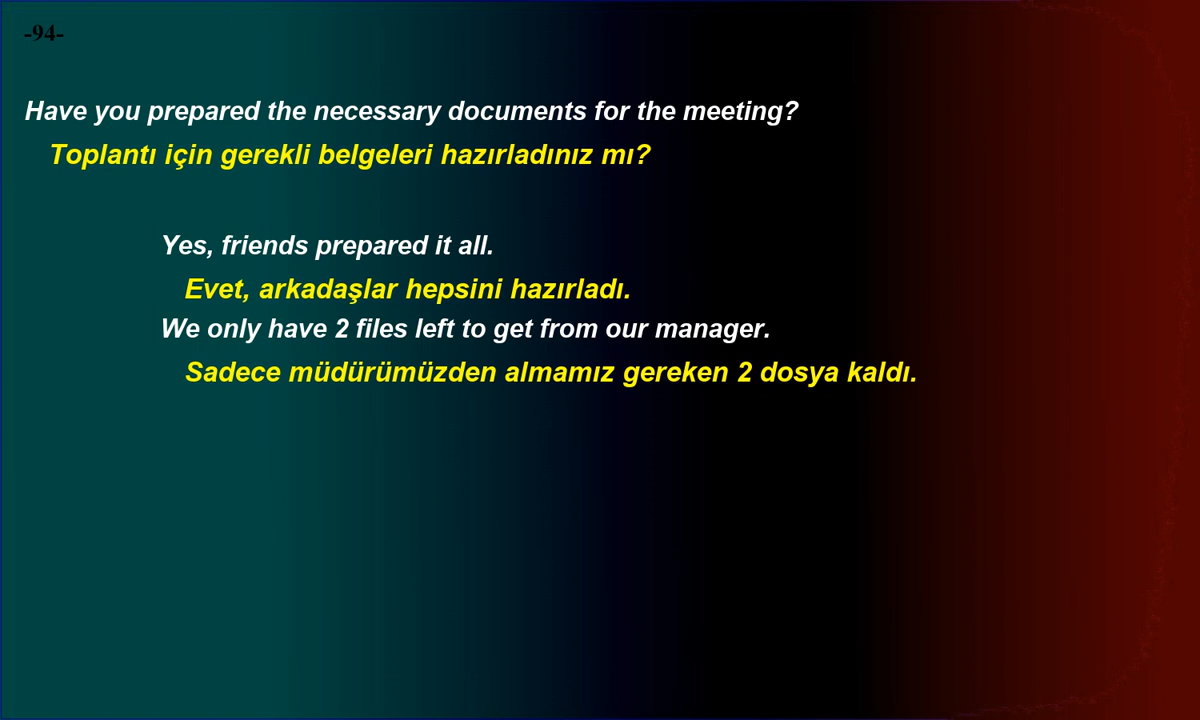 -94-
Have you prepared the necessary documents for the meeting?
Toplantı için gerekli belgeleri hazırladınız mı?
Yes, friends prepared it all.
Evet, arkadaşlar hepsini hazırladı.
We only have 2 files left to get from our manager.
Sadece müdürümüzden almamız gereken 2 dosya kaldı.